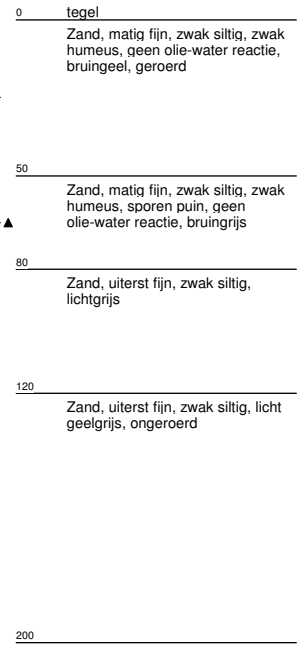 0 tegel
Zand, matig fijn, zwak siltig, zwak
humeus, geen olie-water reactie,
bruingeel, geroerd
50
Zand, matig fijn, zwak siltig, zwak
humeus, sporen puin, geen
olie-water reactie, bruingrijs
80
Zand, uiterst fijn, zwak siltig,
lichtgrijs
120
Zand, uiterst fijn, zwak siltig, licht
geelgrijs, ongeroerd
200